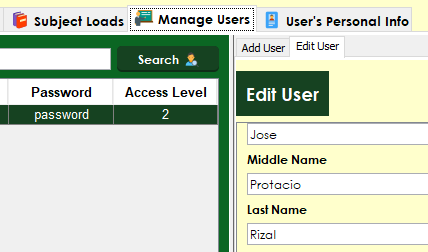 Subject Loads
Manage Users
User's Personal Info
Search
Password
Access Level
password
2
Add User
Edit User
Edit User
Jose
Middle Name
Protacio
Last Name
Rizal